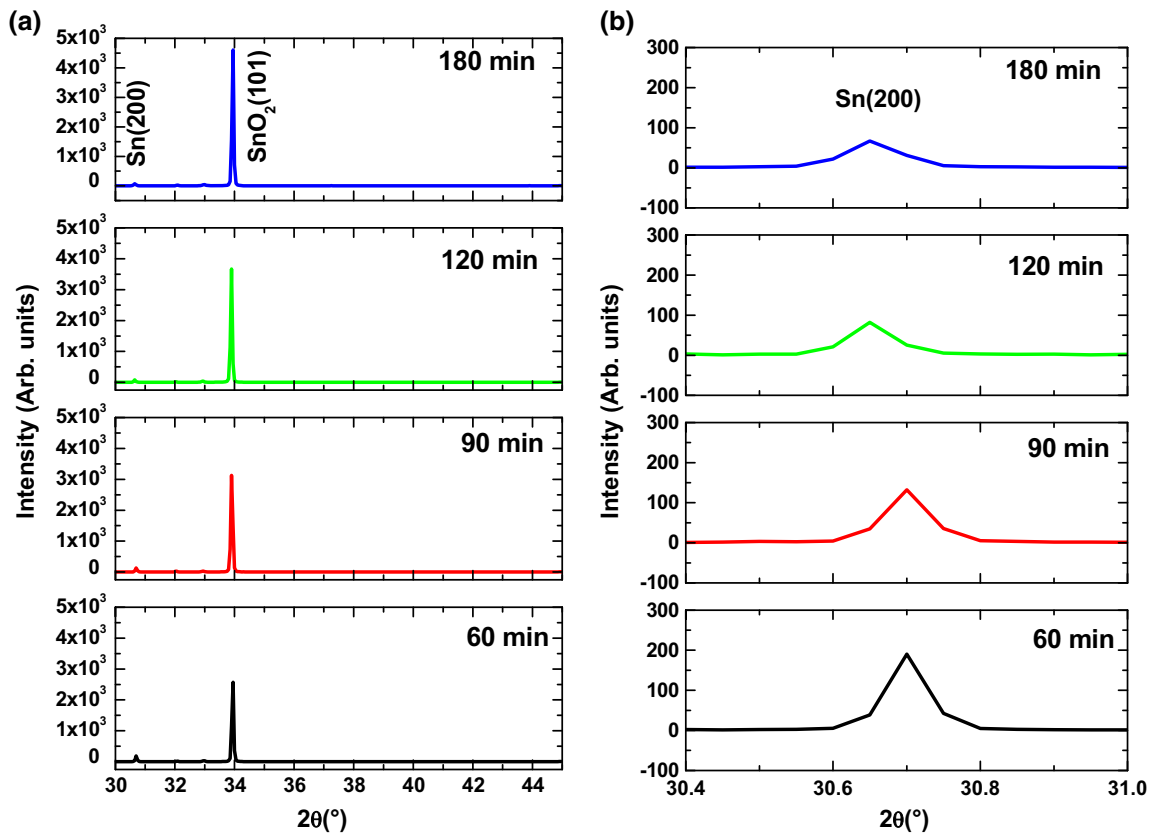 (a)
5x10³
4x10³
3x10³
2x10³
1x10³
0
Sn(200)
SnO₂(101)
180 min
5x10³
4x10³
3x10³
2x10³
1x10³
0
120 min
5x10³
4x10³
3x10³
2x10³
1x10³
0
90 min
5x10³
4x10³
3x10³
2x10³
1x10³
0
60 min
30 32 34 36 38 40 42 44
2θ(°)
Intensity (Arb. units)
(b)
300
200
100
0
-100
Sn(200)
180 min
300
200
100
0
-100
120 min
300
200
100
0
-100
90 min
300
200
100
0
-100
60 min
30.4 30.6 30.8 31.0
2θ(°)
Intensity (Arb. units)